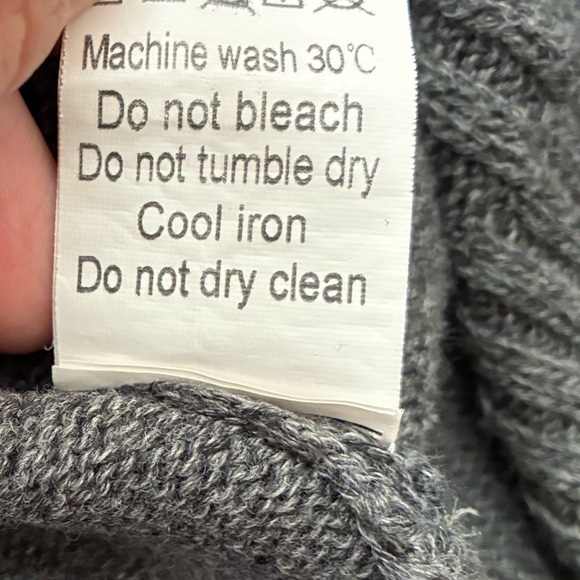 Machine wash 30℃
Do not bleach
Do not tumble dry
Cool iron
Do not dry clean